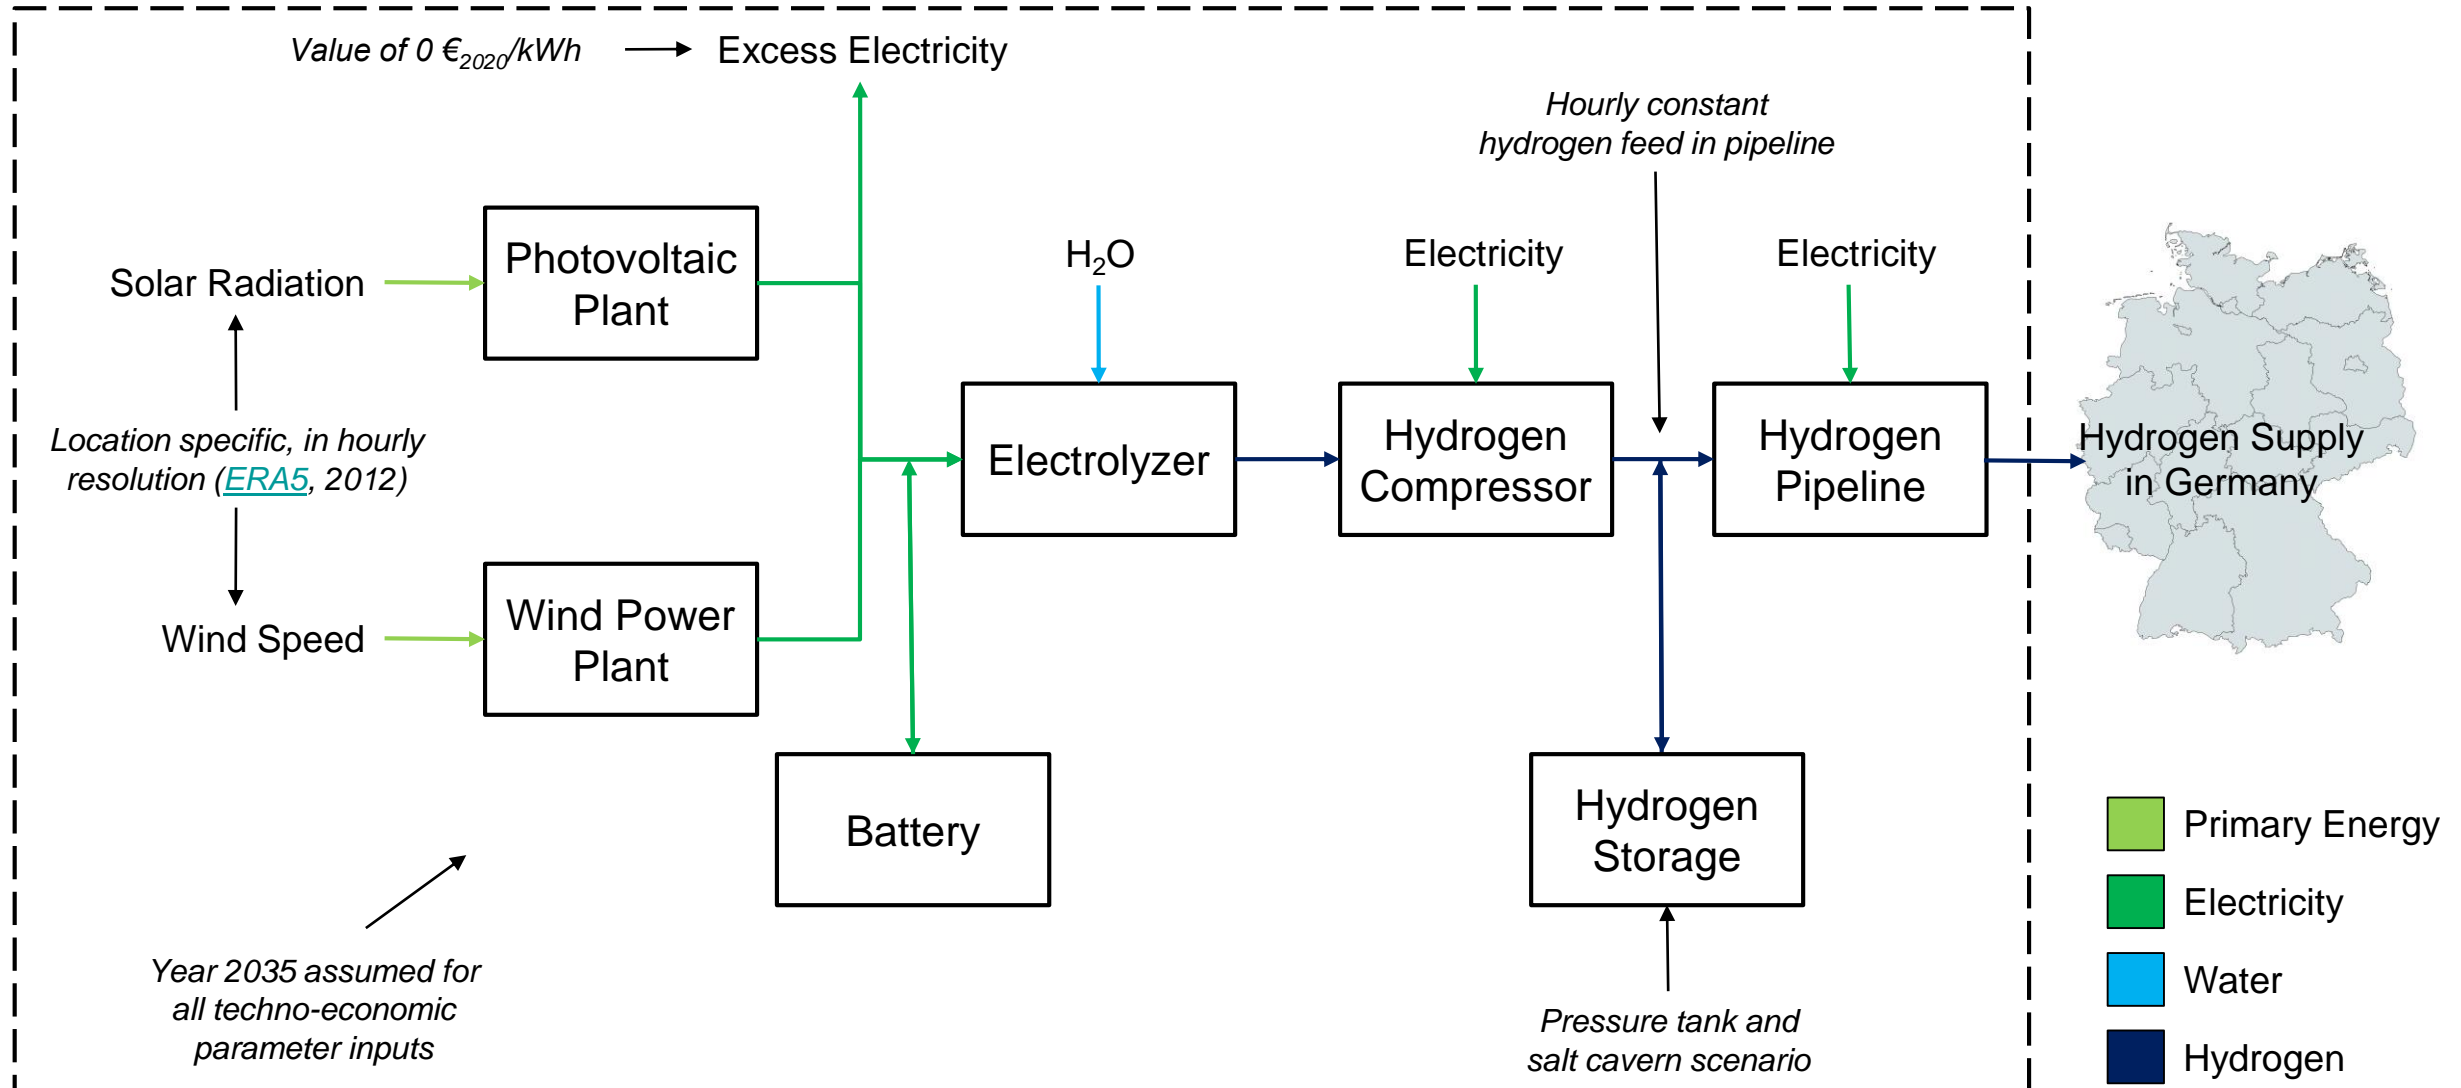 Value of 0 €2020/kWh
Excess Electricity
Hourly constant
hydrogen feed in pipeline
Solar Radiation
Photovoltaic
Plant
H2O
Electricity
Electricity
Location specific, in hourly
resolution (ERA5, 2012)
Electrolyzer
Hydrogen
Compressor
Hydrogen
Pipeline
Hydrogen Supply
in Germany
Wind Speed
Wind Power
Plant
Battery
Hydrogen
Storage
Year 2035 assumed for
all techno-economic
parameter inputs
Pressure tank and
salt cavern scenario
Primary Energy
Electricity
Water
Hydrogen